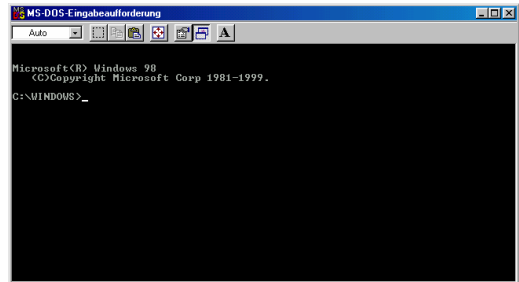 MS-DOS-Eingabeaufforderung
Auto
A
Microsoft(R) Windows 98
(C)Copyright Microsoft Corp 1981-1999.
C:\WINDOWS>_